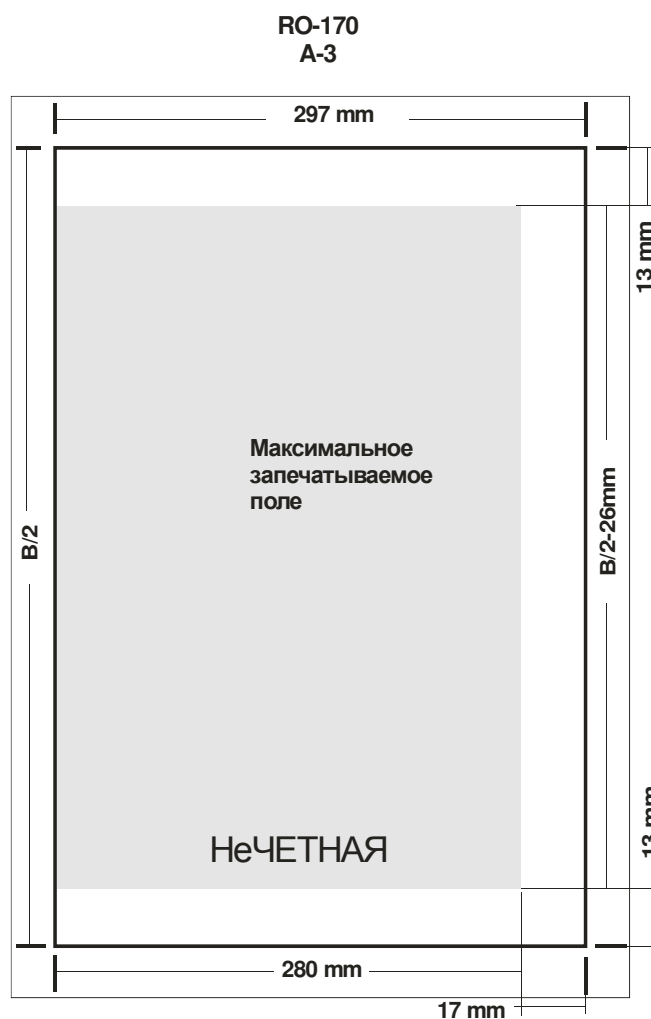 RO-170
A-3
297 mm
13 mm
Максимальное
запечатываемое
поле
B/2
B/2-26mm
13 mm
НеЧЕТНАЯ
280 mm
17 mm